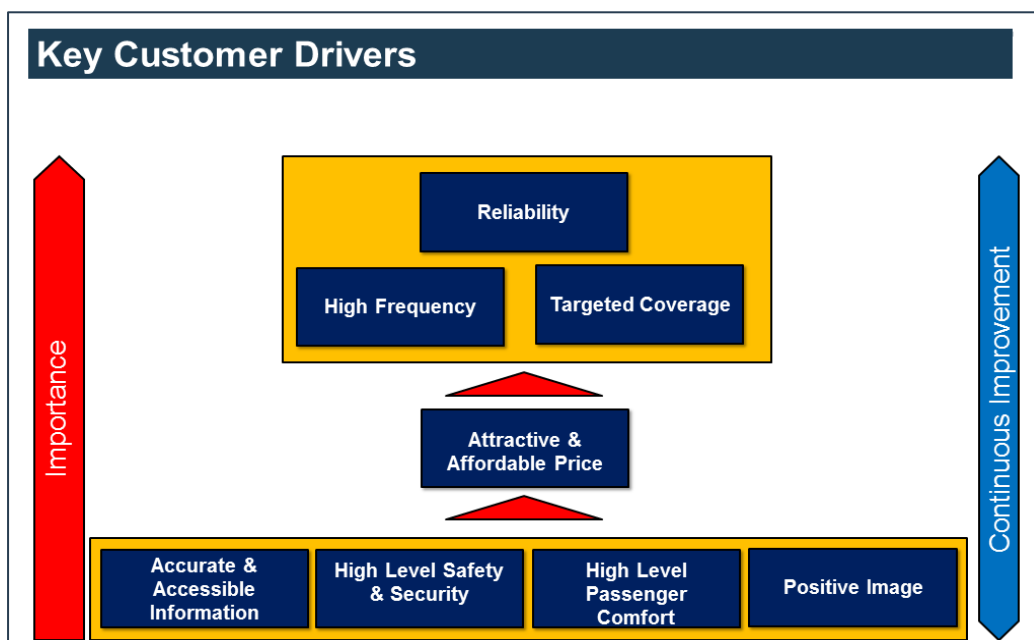 Key Customer Drivers
Importance
Continuous Improvement
Reliability
High Frequency
Targeted Coverage
Attractive &
Affordable Price
Accurate &
Accessible
Information
High Level Safety
& Security
High Level
Passenger
Comfort
Positive Image